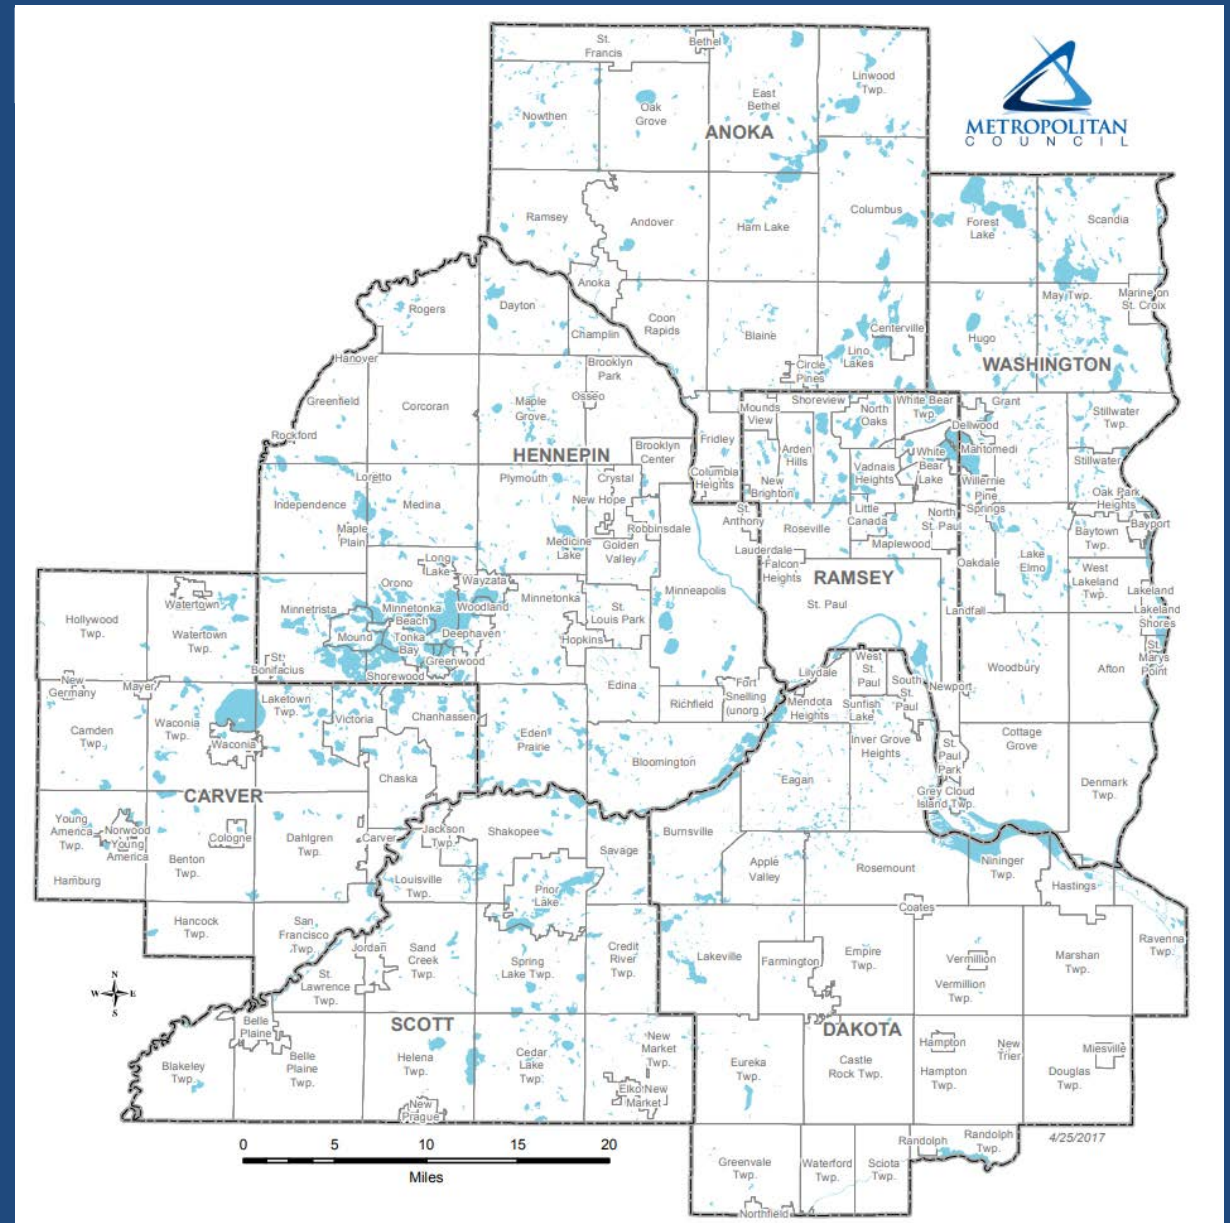 St.
Francis
Bethel
Linwood
Twp.
METROPOLITAN
COUNCIL
Nowthen
Oak
Grove
East
Bethel
ANOKA
Ramsey
Andover
Ham Lake
Columbus
Forest
Lake
Scandia
Anoka
May Twp.
Marine on
St. Croix
Rogers
Dayton
Champlin
Coon
Rapids
Blaine
Centerville
Lino
Lakes
Circle
Pines
Hugo
WASHINGTON
Hanover
Brooklyn
Park
Greenfield
Corcoran
Maple
Grove
Osseo
Mounds
View
Shoreview
North
Oaks
White Bear
Twp.
Grant
Stillwater
Twp.
Dellwood
Rockford
HENNEPIN
Brooklyn
Center
Fridley
Arden
Hills
White
Bear
Lake
Mahtomedi
Stillwater
Loretto
Plymouth
Crystal
Columbia
Heights
New
Brighton
Vadnais
Heights
Willernie
Pine
Springs
Oak Park
Heights
Independence
Medina
New Hope
Robbinsdale
St.
Anthony
Roseville
Little
Canada
North
St. Paul
Bayport
Maple
Plain
Medicine
Lake
Golden
Valley
Lauderdale
Maplewood
Baytown
Twp.
Long
Lake
Falcon
Heights
Oakdale
Lake
Elmo
West
Lakeland
Twp.
Orono
Wayzata
Minneapolis
RAMSEY
Lakeland
Hollywood
Twp.
Watertown
Watertown
Twp.
Minnetrista
Minnetonka
Beach
Woodland
Minnetonka
St.
Louis Park
St. Paul
Landfall
Lakeland
Shores
Mound
Tonka
Bay
Deephaven
Hopkins
St.
Bonifacius
Greenwood
Shorewood
Edina
Lilydale
West
St.
Paul
Woodbury
Afton
St.
Marys
Point
New
Germany
Mayer
Laketown
Twp.
Victoria
Chanhassen
Richfield
Fort
Snelling
(unorg.)
Mendota
Heights
Sunfish
Lake
South
St.
Paul
Newport
Camden
Twp.
Waconia
Twp.
Waconia
Eden
Prairie
Bloomington
Inver Grove
Heights
St.
Paul
Park
Cottage
Grove
Chaska
Eagan
Grey Cloud
Island Twp.
Denmark
Twp.
CARVER
Young
America
Twp.
Norwood
Young
America
Cologne
Dahlgren
Twp.
Carver
Jackson
Twp.
Shakopee
Savage
Burnsville
Benton
Twp.
Hamburg
Louisville
Twp.
Prior
Lake
Apple
Valley
Rosemount
Nininger
Twp.
Hastings
Coates
Hancock
Twp.
San
Francisco
Twp.
Jordan
Sand
Creek
Twp.
Spring
Lake Twp.
Credit
River
Twp.
Lakeville
Farmington
Empire
Twp.
Vermillion
Vermillion
Twp.
Marshan
Twp.
Ravenna
Twp.
St.
Lawrence
Twp.
N
W E
S
Belle
Plaine
SCOTT
DAKOTA
Blakeley
Twp.
Belle
Plaine
Twp.
Helena
Twp.
Cedar
Lake
Twp.
New
Market
Twp.
Elko New
Market
New
Prague
Eureka
Twp.
Castle
Rock Twp.
Hampton
Hampton
Twp.
New
Trier
Douglas
Twp.
Miesville
0 5 10 15 20
Miles
Randolph
Randolph
Twp.
4/25/2017
Greenvale
Twp.
Waterford
Twp.
Sciota
Twp.
Northfield